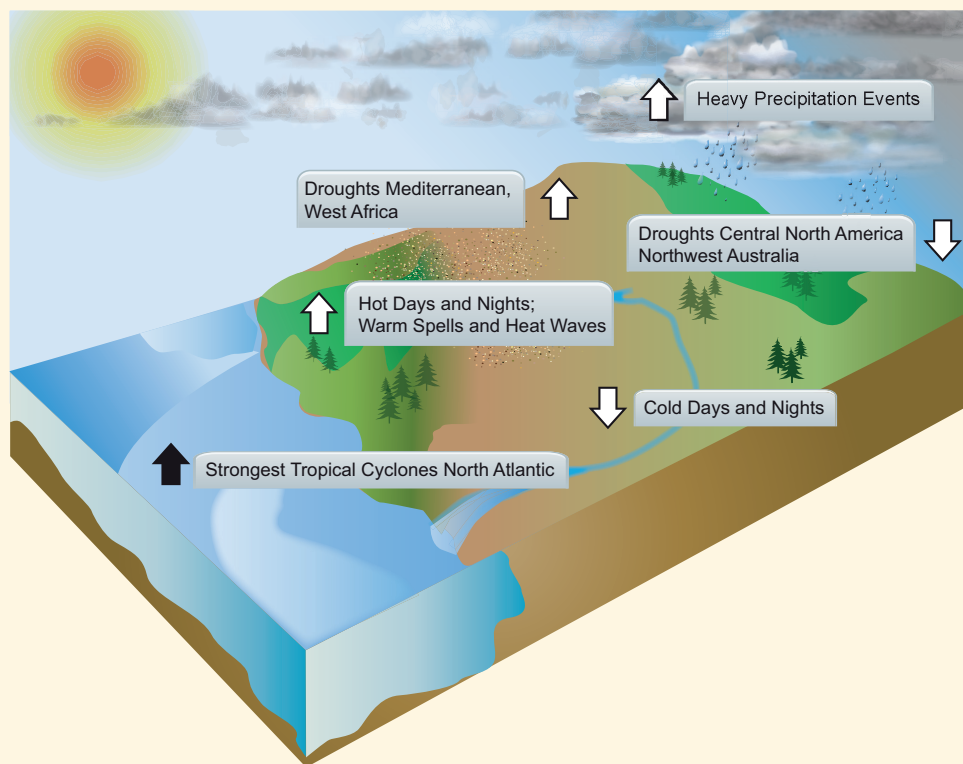 Heavy Precipitation Events
Droughts Mediterranean,
West Africa
Droughts Central North America
Northwest Australia
Hot Days and Nights;
Warm Spells and Heat Waves
Cold Days and Nights
Strongest Tropical Cyclones North Atlantic